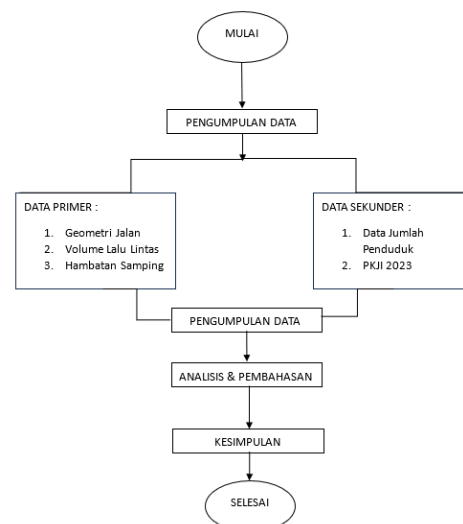 MULAI
PENGUMPULAN DATA
DATA PRIMER :
1. Geometri Jalan
2. Volume Lalu Lintas
3. Hambatan Samping
DATA SEKUNDER :
1. Data Jumlah
Penduduk
2. PKJI 2023
PENGUMPULAN DATA
ANALISIS & PEMBAHASAN
KESIMPULAN
SELESAI